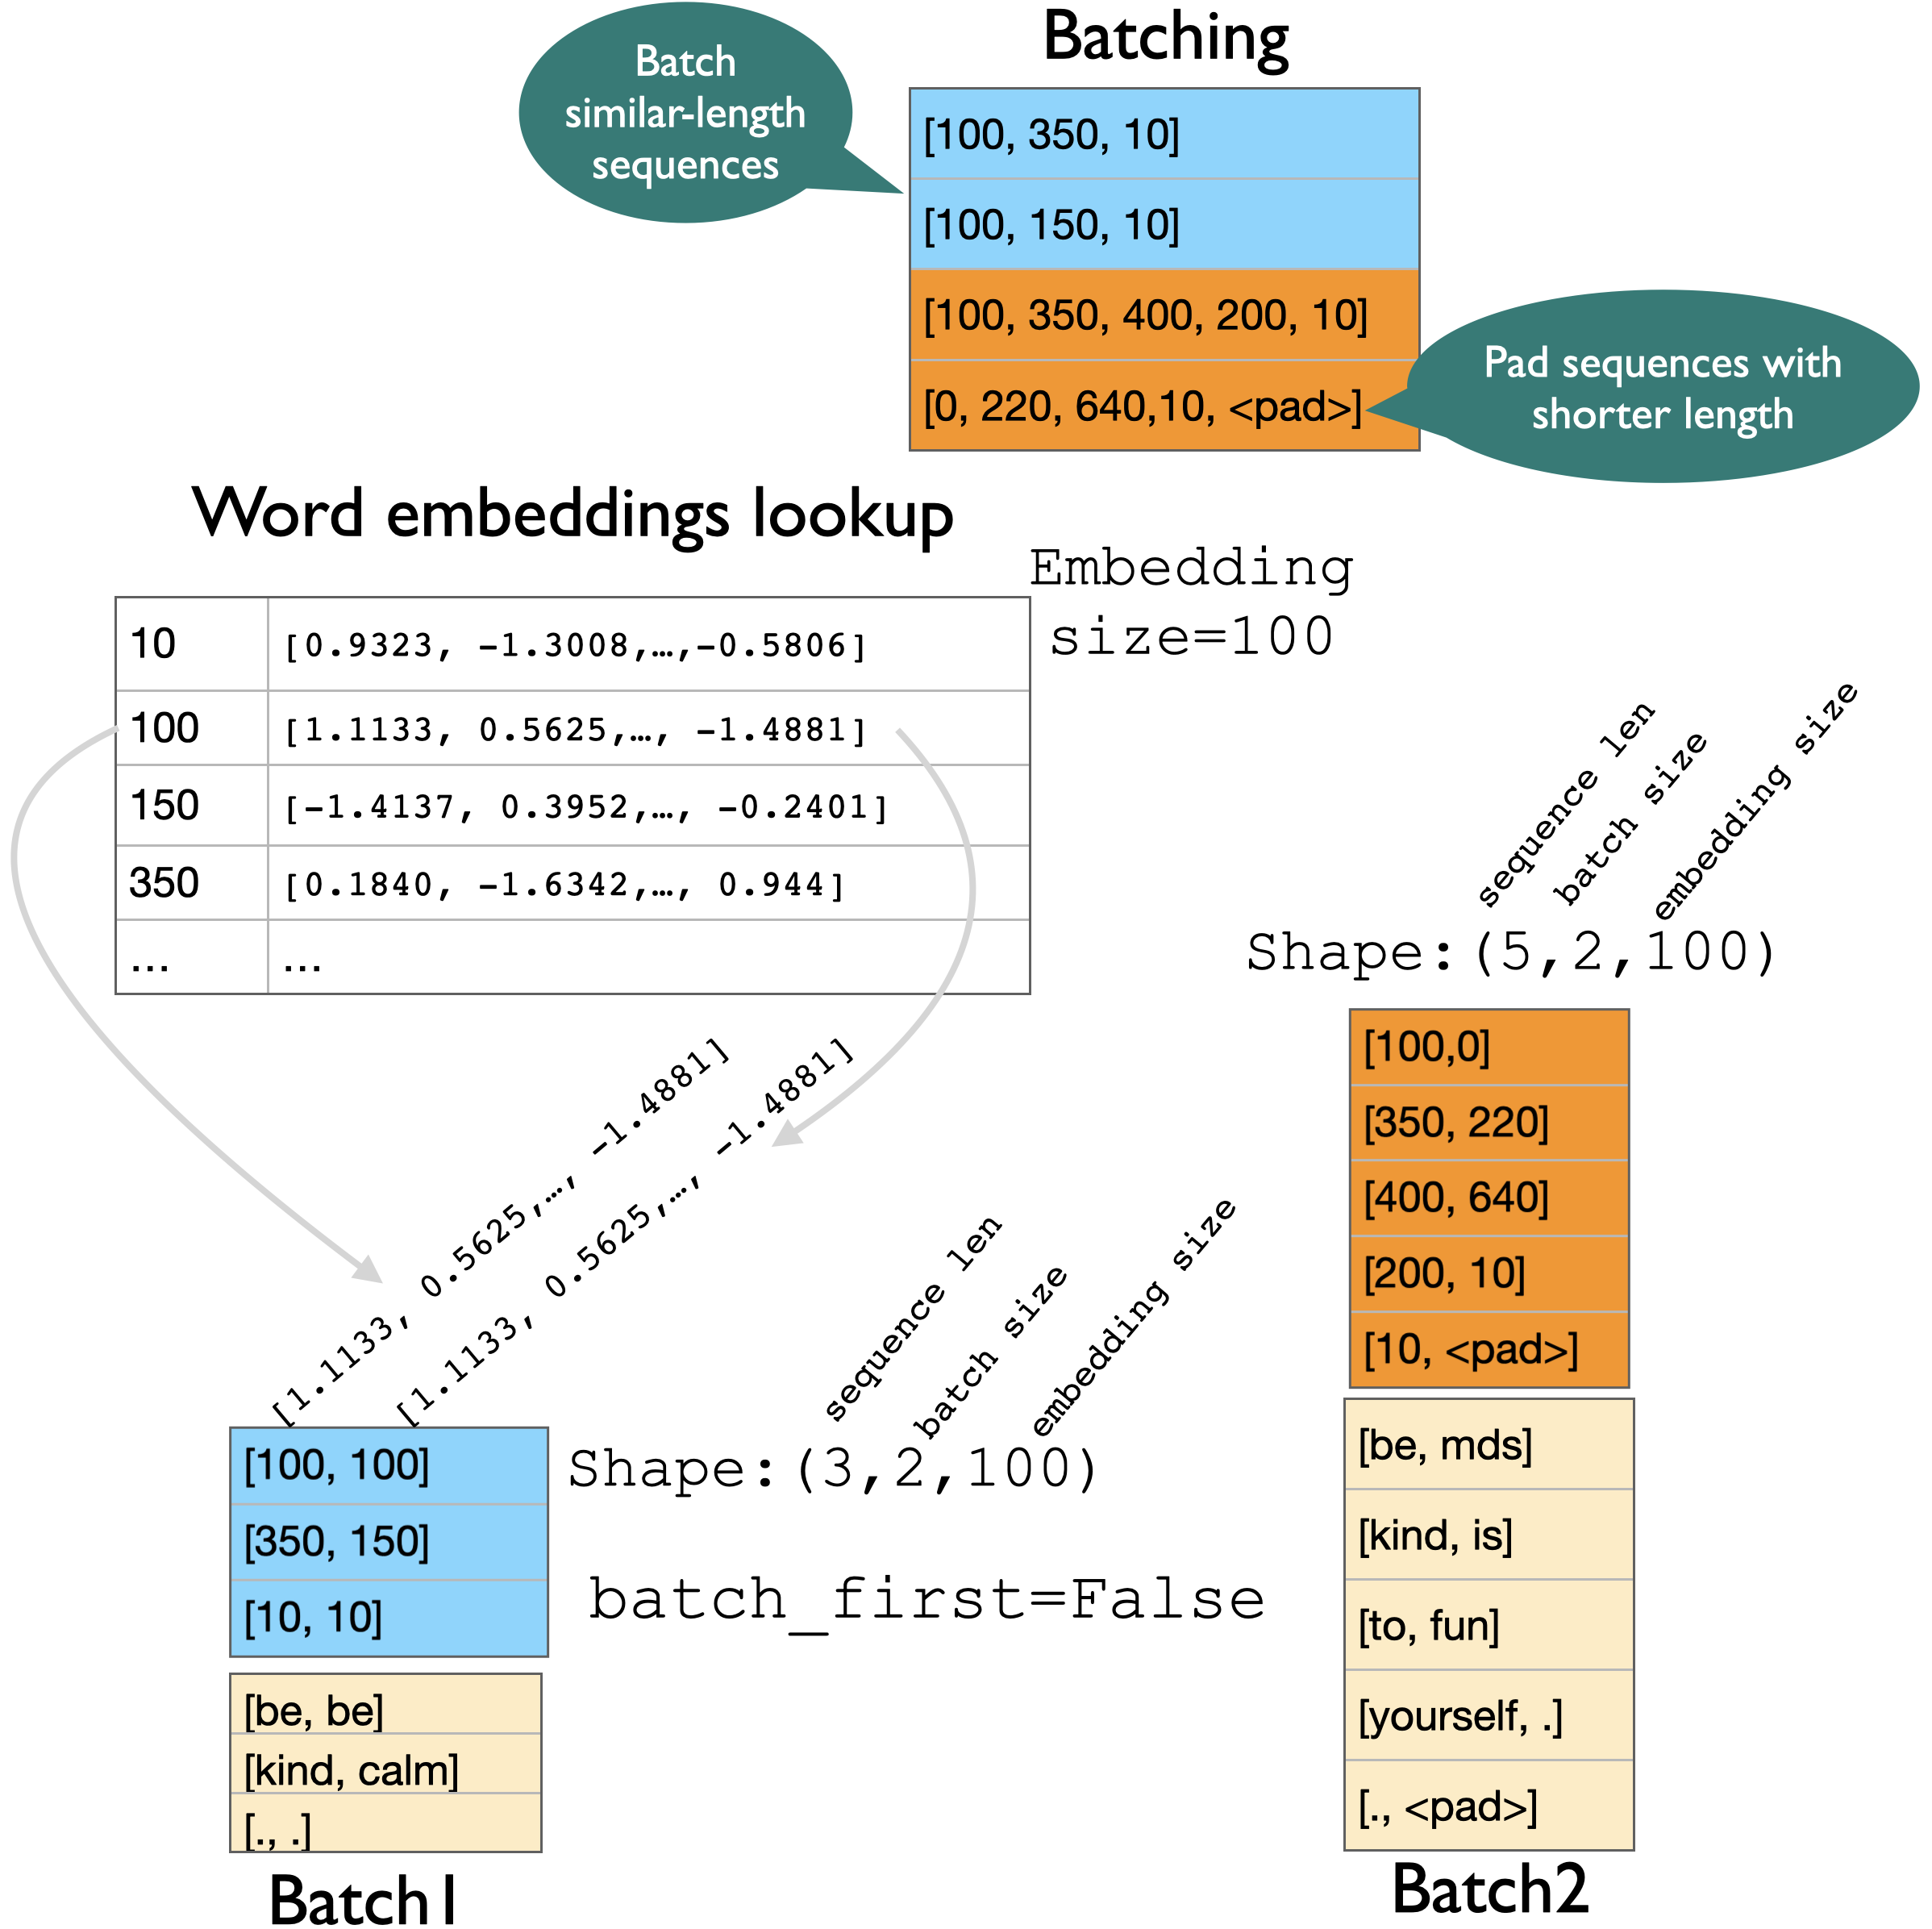 Batching
Batch
similar-length
sequences
[100, 350, 10]
[100, 150, 10]
[100, 350, 400, 200, 10]
[0, 220, 640,10, <pad>]
Pad sequences with
shorter length
Word embeddings lookup
Embedding
size=100
10 [0.9323, -1.3008,…,-0.5806]
100 [1.1133, 0.5625,…, -1.4881]
150 [-1.4137, 0.3952,…, -0.2401]
350 [0.1840, -1.6342,…, 0.944]
... ...
sequence len
batch size
embedding size
Shape:(5,2,100)
[100,0]
[350, 220]
[400, 640]
[200, 10]
[10, <pad>]
[be, mds]
[kind, is]
[to, fun]
[yourself, .]
[., <pad>]
Batch2
[1.1133, 0.5625,…, -1.4881]
[1.1133, 0.5625,…, -1.4881]
sequence len
batch size
embedding size
[100, 100]
[350, 150]
[10, 10]
Shape:(3,2,100)
batch_first=False
[be, be]
[kind, calm]
[., .]
Batch1